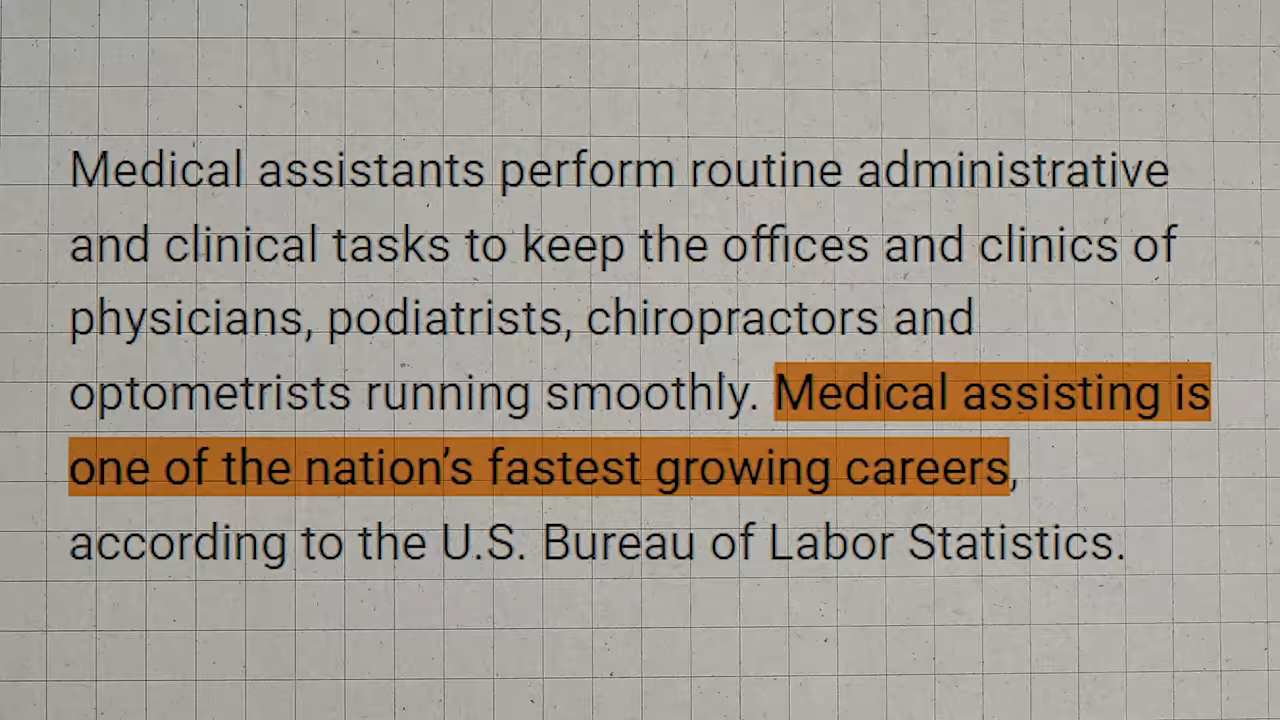 Medical assistants perform routine administrative
and clinical tasks to keep the offices and clinics of
physicians, podiatrists, chiropractors and
optometrists running smoothly. Medical assisting is
one of the nation’s fastest growing careers,
according to the U.S. Bureau of Labor Statistics.